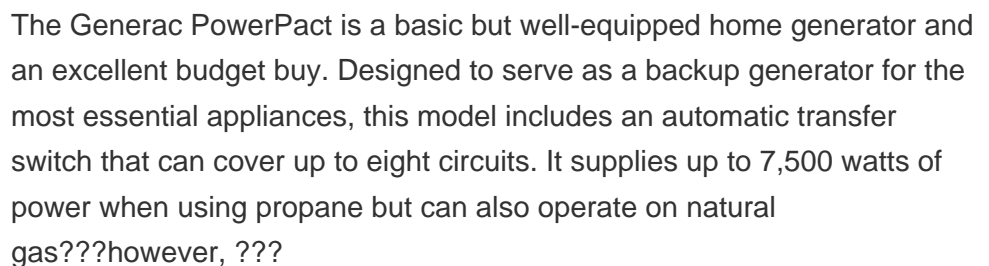 The Generac PowerPact is a basic but well-equipped home generator and
an excellent budget buy. Designed to serve as a backup generator for the
most essential appliances, this model includes an automatic transfer
switch that can cover up to eight circuits. It supplies up to 7,500 watts of
power when using propane but can also operate on natural
gas???however, ???